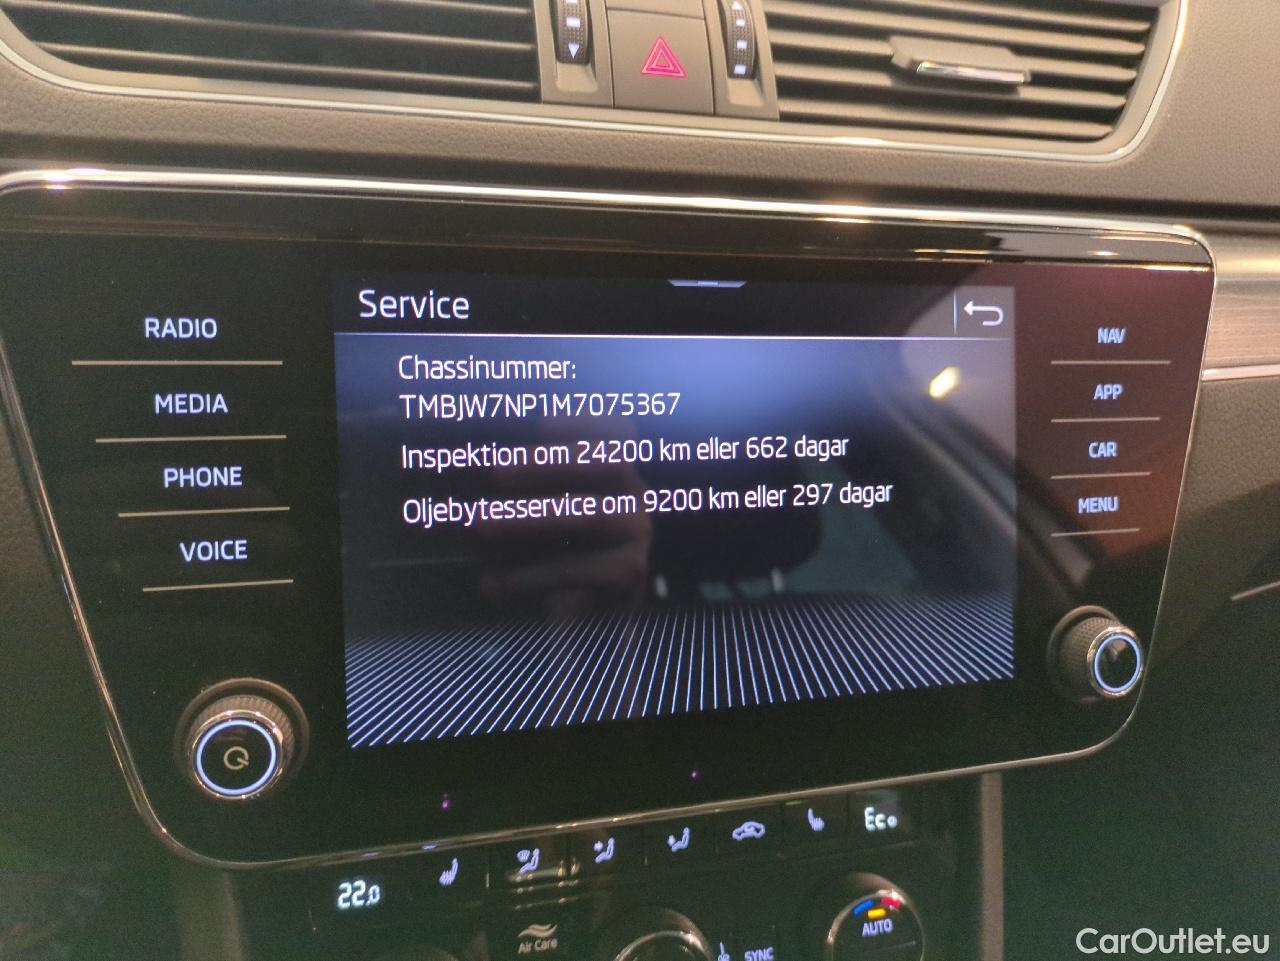 Service
Chassinummer:
TMBJW7NP1M7075367
Inspektion om 24200 km eller 662 dagar
Oljebytesservice om 9200 km eller 297 dagar
RADIO
MEDIA
PHONE
VOICE
NAV
APP
CAR
MENU
22.0
Eco
Air Care
SYNC
AUTO
CarOutlet.eu